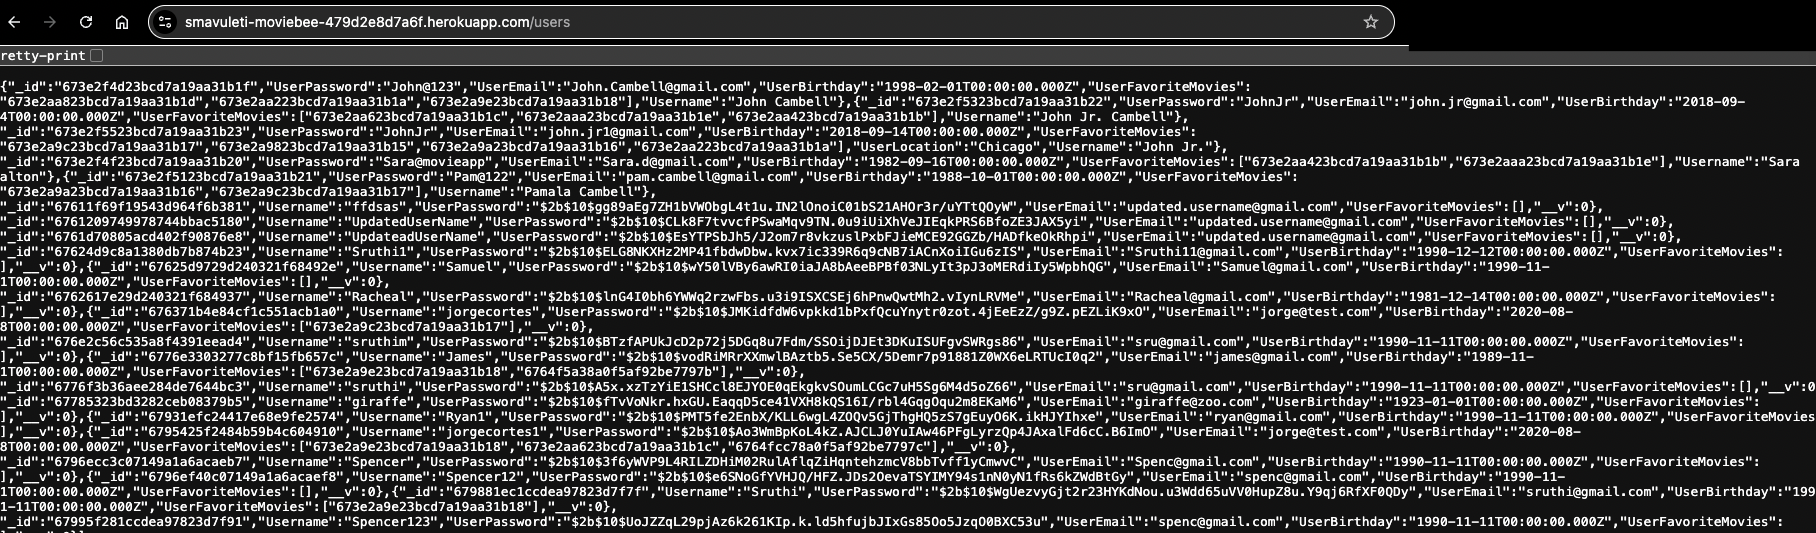 smavuleti-moviebee-479d2e8d7a6f.herokuapp.com/users
retty-print
{"_id":"673e2f4d23bcd7a19aa31b1f","UserPassword":"John@123","UserEmail":"John.Cambell@gmail.com","UserBirthday":"1998-02-01T00:00:00.000Z","UserFavoriteMovies":
"673e2aa823bcd7a19aa31b1d","673e2aa223bcd7a19aa31b1a","673e2a9e23bcd7a19aa31b18"],"Username":"John Cambell"},{"_id":"673e2f5323bcd7a19aa31b22","UserPassword":"JohnJr","UserEmail":"john.jr@gmail.com","UserBirthday":"2018-09-
4T00:00:00.000Z","UserFavoriteMovies":["673e2aa623bcd7a19aa31b1c","673e2aaa23bcd7a19aa31b1e","673e2aa423bcd7a19aa31b1b"],"Username":"John Jr. Cambell"},
"_id":"673e2f5523bcd7a19aa31b23","UserPassword":"JohnJr","UserEmail":"john.jr1@gmail.com","UserBirthday":"2018-09-14T00:00:00.000Z","UserFavoriteMovies":
"673e2a9c23bcd7a19aa31b17","673e2a9823bcd7a19aa31b15","673e2a9a23bcd7a19aa31b16","673e2aa223bcd7a19aa31b1a"],"UserLocation":"Chicago","Username":"John Jr."},
"_id":"673e2f4f23bcd7a19aa31b20","UserPassword":"Sara@movieapp","UserEmail":"Sara.d@gmail.com","UserBirthday":"1982-09-16T00:00:00.000Z","UserFavoriteMovies":["673e2aa423bcd7a19aa31b1b","673e2aaa23bcd7a19aa31b1e"],"Username":"Sara
alton"},{"_id":"673e2f5123bcd7a19aa31b21","UserPassword":"Pam@122","UserEmail":"pam.cambell@gmail.com","UserBirthday":"1988-10-01T00:00:00.000Z","UserFavoriteMovies":
"673e2a9a23bcd7a19aa31b16","673e2a9c23bcd7a19aa31b17"],"Username":"Pamala Cambell"},
"_id":"67611f69f19543d964f6b381","Username":"ffdsas","UserPassword":"$2b$10$gg89aEg7ZH1bVWObgL4t1u.IN2lOnoiC01bS21AHOr3r/uYTtQOyW","UserEmail":"updated.username@gmail.com","UserFavoriteMovies":[],"__v":0},
"_id":"6761209749978744bbac5180","Username":"UpdatedUserName","UserPassword":"$2b$10$CLk8F7tvvcfPSwaMqv9TN.0u9iUiXhVeJIEqkPRS6BfoZE3JAX5yi","UserEmail":"updated.username@gmail.com","UserFavoriteMovies":[],"__v":0},
"_id":"6761d70805acd402f90876e8","Username":"UpdateadUserName","UserPassword":"$2b$10$EsYTPSbJh5/J2om7r8vkzuslPxbFJieMCE92GGZb/HADfkeOkRhpi","UserEmail":"updated.username@gmail.com","UserFavoriteMovies":[],"__v":0},
"_id":"67624d9c8a1380db7b874b23","Username":"Sruthi1","UserPassword":"$2b$10$ELG8NKXHz2MP41fbdwDbw.kvx7ic339R6q9cNB7iACnXoiIGu6zIS","UserEmail":"Sruthi11@gmail.com","UserBirthday":"1990-12-12T00:00:00.000Z","UserFavoriteMovies":
],"__v":0},{"_id":"67625d9729d240321f68492e","Username":"Samuel","UserPassword":"$2b$10$wY50lVBy6awRI0iaJA8bAeeBPBf03NLyIt3pJ3oMERdiIy5WpbhQG","UserEmail":"Samuel@gmail.com","UserBirthday":"1990-11-
1T00:00:00.000Z","UserFavoriteMovies":[],"__v":0},
"_id":"6762617e29d240321f684937","Username":"Racheal","UserPassword":"$2b$10$lnG4I0bh6YWWq2rzwFbs.u3i9ISXCSEj6hPnwQwtMh2.vIynLRVMe","UserEmail":"Racheal@gmail.com","UserBirthday":"1981-12-14T00:00:00.000Z","UserFavoriteMovies":
],"__v":0},{"_id":"676371b4e84cf1c551acb1a0","Username":"jorgecortes","UserPassword":"$2b$10$JMKidfdW6vpkkd1bPxfQcuYnytr0zot.4jEeEzZ/g9Z.pEZLiK9xO","UserEmail":"jorge@test.com","UserBirthday":"2020-08-
8T00:00:00.000Z","UserFavoriteMovies":["673e2a9c23bcd7a19aa31b17"],"__v":0},
"_id":"676e2c56c535a8f4391eead4","Username":"sruthim","UserPassword":"$2b$10$BTzfAPUkJcD2p72j5DGq8u7Fdm/SSOijDJEt3DKuISUFgvSWRgs86","UserEmail":"sru@gmail.com","UserBirthday":"1990-11-11T00:00:00.000Z","UserFavoriteMovies":
],"__v":0},{"_id":"6776e3303277c8bf15fb657c","Username":"James","UserPassword":"$2b$10$vodRiMRrXXmwlBAztb5.Se5CX/5Demr7p91881Z0WX6eLRTUcI0q2","UserEmail":"james@gmail.com","UserBirthday":"1989-11-
1T00:00:00.000Z","UserFavoriteMovies":["673e2a9e23bcd7a19aa31b18","6764f5a38a0f5af92be7797b"],"__v":0},
"_id":"6776f3b36aee284de7644bc3","Username":"sruthi","UserPassword":"$2b$10$A5x.xzTzYiE1SHCcl8EJYOE0qEkgkvSOumLCGc7uH5Sg6M4d5oZ66","UserEmail":"sru@gmail.com","UserBirthday":"1990-11-11T00:00:00.000Z","UserFavoriteMovies":[],"__v":0
"_id":"67785323bd3282ceb08379b5","Username":"giraffe","UserPassword":"$2b$10$fTvVoNkr.hxGU.EaqqD5ce41VXH8kQS16I/rbl4GqgOqu2m8EKaM6","UserEmail":"giraffe@zoo.com","UserBirthday":"1923-01-01T00:00:00.000Z","UserFavoriteMovies":
],"__v":0},{"_id":"67931efc24417e68e9fe2574","Username":"Ryan1","UserPassword":"$2b$10$PMT5fe2EnbX/KLL6wgL4ZOQv5GjThgHQ5zS7gEuyO6K.ikHJYIhxe","UserEmail":"ryan@gmail.com","UserBirthday":"1990-11-11T00:00:00.000Z","UserFavoriteMovies
],"__v":0},{"_id":"6795425f2484b59b4c604910","Username":"jorgecortes1","UserPassword":"$2b$10$Ao3WmBpKoL4kZ.AJCLJ0YuIAw46PFgLyrzQp4JAxalFd6cC.B6ImO","UserEmail":"jorge@test.com","UserBirthday":"2020-08-
8T00:00:00.000Z","UserFavoriteMovies":["673e2a9e23bcd7a19aa31b18","673e2aa623bcd7a19aa31b1c","6764fcc78a0f5af92be7797c"],"__v":0},
"_id":"6796ecc3c07149a1a6acaeb7","Username":"Spencer","UserPassword":"$2b$10$3f6yWVP9L4RILZDHiM02RulAflqZiHqntehzmcV8bbTvff1yCmwvC","UserEmail":"Spenc@gmail.com","UserBirthday":"1990-11-11T00:00:00.000Z","UserFavoriteMovies":
],"__v":0},{"_id":"6796ef40c07149a1a6acaef8","Username":"Spencer12","UserPassword":"$2b$10$e6SNoGfYVHJQ/HFZ.JDs2OevaTSYIMY94s1nN0yN1fRs6kZWdBtGy","UserEmail":"spenc@gmail.com","UserBirthday":"1990-11-
1T00:00:00.000Z","UserFavoriteMovies":[],"__v":0},{"_id":"679881ec1ccdea97823d7f7f","Username":"Sruthi","UserPassword":"$2b$10$WgUezvyGjt2r23HYKdNou.u3Wdd65uVV0HupZ8u.Y9qj6RfXF0QDy","UserEmail":"sruthi@gmail.com","UserBirthday":"199
1-11T00:00:00.000Z","UserFavoriteMovies":["673e2a9e23bcd7a19aa31b18"],"__v":0},
"_id":"67995f281ccdea97823d7f91","Username":"Spencer123","UserPassword":"$2b$10$UoJZZqL29pjAz6k261KIp.k.ld5hfujbJIxGs85Oo5JzqO0BXC53u","UserEmail":"spenc@gmail.com","UserBirthday":"1990-11-11T00:00:00.000Z","UserFavoriteMovies":